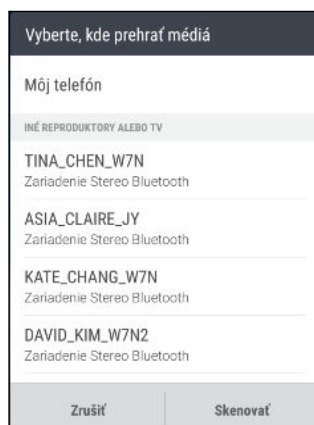 Vyberte, kde prehrať médiá
Môj telefón
INÉ REPRODUKTORY ALEBO TV
TINA_CHEN_W7N
Zariadenie Stereo Bluetooth
ASIA_CLAIRE_JY
Zariadenie Stereo Bluetooth
KATE_CHANG_W7N
Zariadenie Stereo Bluetooth
DAVID_KIM_W7N2
Zariadenie Stereo Bluetooth
Zrušiť
Skenovať